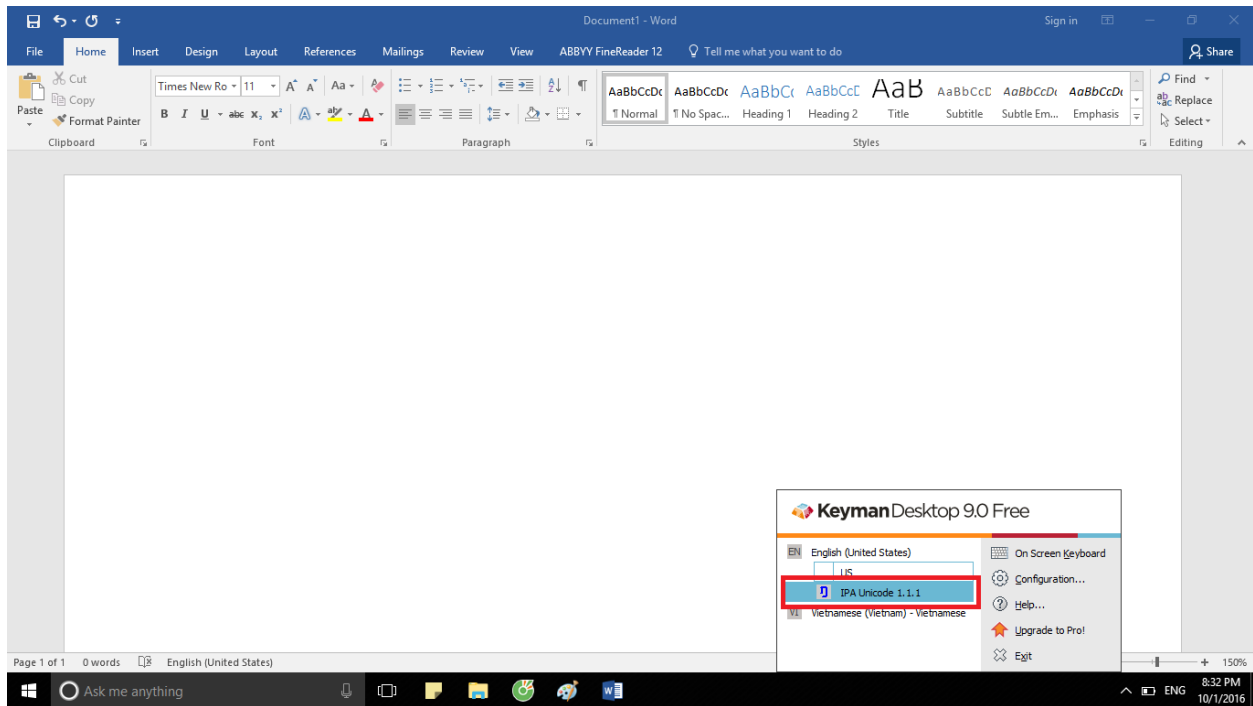 Document1 - Word
Sign in
File Home Insert Design Layout References Mailings Review View ABBYY FineReader 12 Tell me what you want to do Share
Paste
Cut
Copy
Format Painter
Clipboard
Times New Ro 11 Aa
B I U abc X₂ X² A aby A
Font
Paragraph
AaBbCcDc AaBbCcDc AaBbCc AaBbCcE AaB AaBbCcD AaBbCcDc AaBbCcDc
¶ Normal ¶ No Spac... Heading 1 Heading 2 Title Subtitle Subtle Em... Emphasis
Styles
Find
Replace
Select
Editing
Keyman Desktop 9.0 Free
EN English (United States)
US
IPA Unicode 1.1.1
VI Vietnamese (Vietnam) - Vietnamese
On Screen Keyboard
Configuration...
Help...
Upgrade to Pro!
Exit
Page 1 of 1 0 words English (United States) + 150%
Ask me anything ENG 8:32 PM
10/1/2016